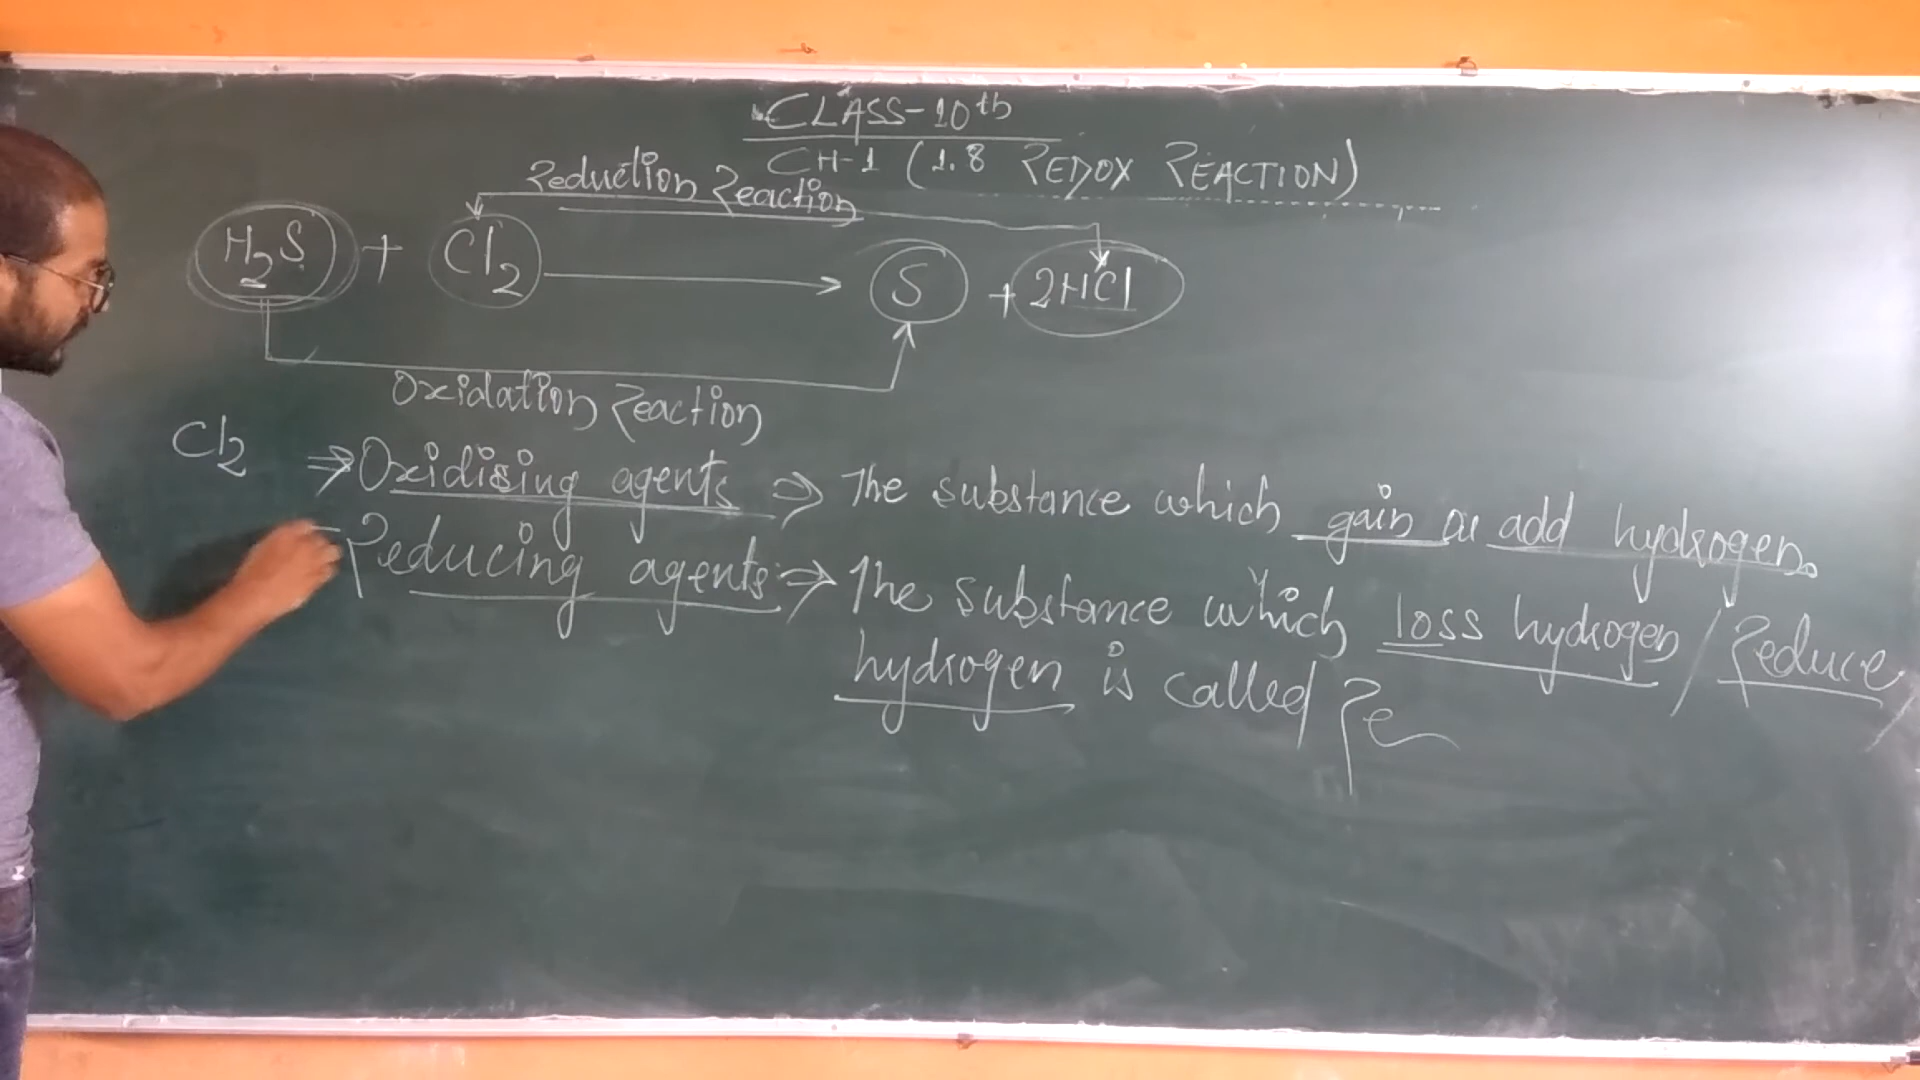 CLASS-10th
CH-1 (1.8 REDOX REACTION)
Reduction Reaction
H2S + Cl2 → S + 2HCl
Oxidation Reaction
Cl2 ⇒ Oxidising agents ⇒ The substance which gain or add hydrogen.
Reducing agents ⇒ The substance which loss hydrogen / Reduce
hydrogen is called Re